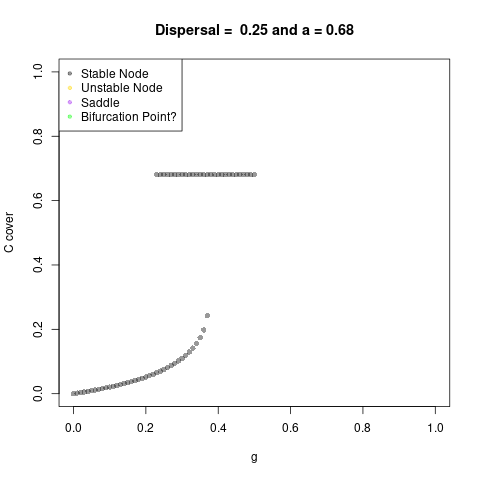 Dispersal =  0.25 and a = 0.68
Stable Node
Unstable Node
Saddle
Bifurcation Point?
1.0
0.8
0.6
0.4
0.2
0.0
C cover
0.0 0.2 0.4 0.6 0.8 1.0
g